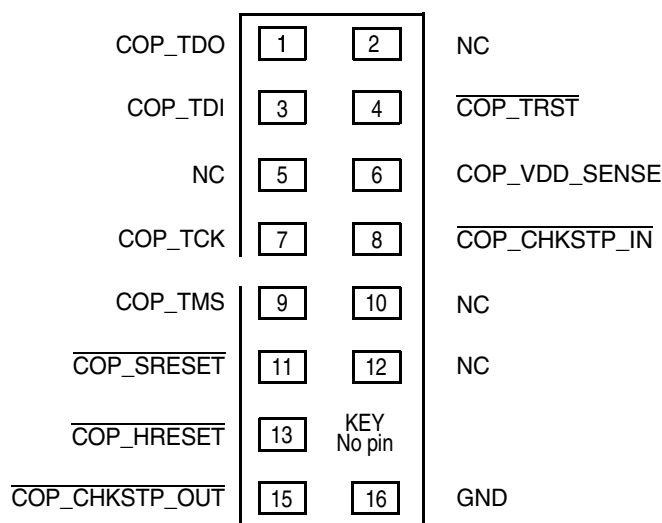 COP_TDO 1 2 NC
COP_TDI 3 4 COP_TRST
NC 5 6 COP_VDD_SENSE
COP_TCK 7 8 COP_CHKSTP_IN
COP_TMS 9 10 NC
COP_SRESET 11 12 NC
COP_HRESET 13 KEY
No pin
COP_CHKSTP_OUT 15 16 GND